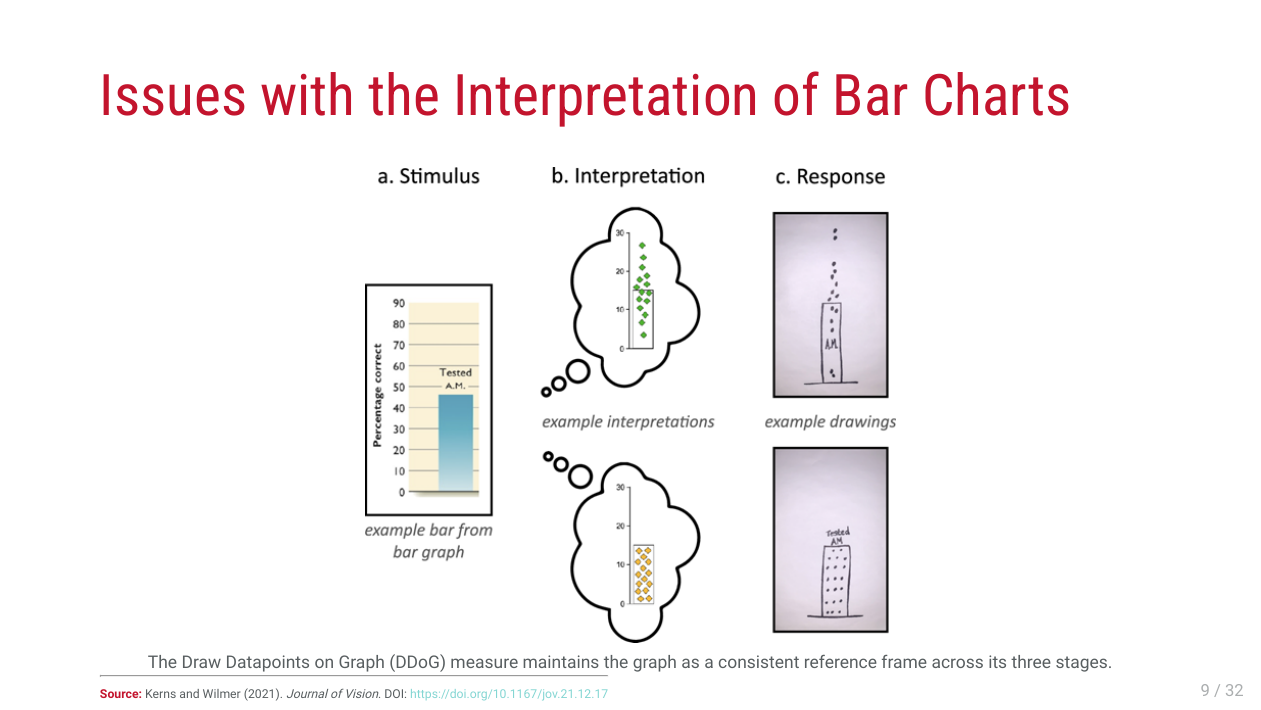 Issues with the Interpretation of Bar Charts
a. Stimulus
b. Interpretation
c. Response
90
80
70
60
50
40
30
20
10
0
Percentage correct
Tested
A.M.
example bar from
bar graph
30
20
10
0
example interpretations
30
20
10
0
A.M.
example drawings
Tested
AM
The Draw Datapoints on Graph (DDoG) measure maintains the graph as a consistent reference frame across its three stages.
Source: Kerns and Wilmer (2021). Journal of Vision. DOI: https://doi.org/10.1167/jov.21.12.17
9 / 32